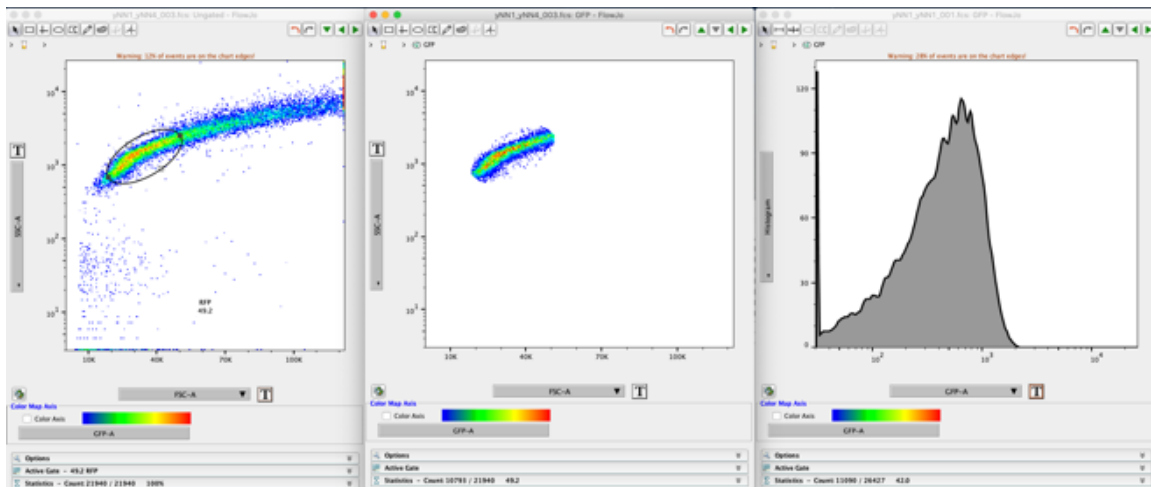 yNN1_yNN4_003.fcs: Ungated - FlowJo
Warning: 12% of events are on the chart edges!
10^4
10^3
10^2
10^1
SSC-A
T
RFP
49.2
10K 40K 70K 100K
FSC-A T
Color Map Axis
Color Axis
GFP-A
Options
Active Gate - 49.2 RFP
Statistics - Count 21940 / 21940 100%
yNN1_yNN4_003.fcs: GFP - FlowJo
GFP
10^4
10^3
10^2
10^1
SSC-A
T
10K 40K 70K 100K
FSC-A T
Color Map Axis
Color Axis
GFP-A
Options
Active Gate
Statistics - Count 10793 / 21940 49.2
yNN1_yNN1_001.fcs: GFP - FlowJo
GFP
Warning: 28% of events are on the chart edges!
120
90
60
30
0
Histogram
10^2 10^3 10^4
GFP-A T
Color Map Axis
Color Axis
GFP-A
Options
Active Gate
Statistics - Count 11090 / 26427 42.0